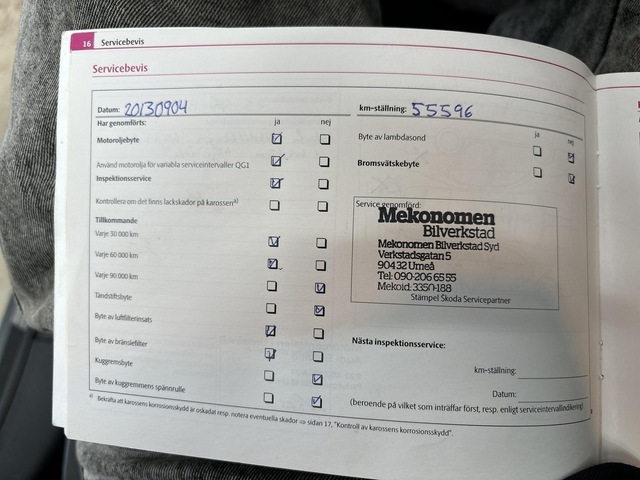 16 Servicebevis
Servicebevis
Datum: 20130904
Har genomförts: ja nej
Motoroljebyte
Använd motorolja för variabla serviceintervaller QG1
Inspektionsservice
Kontrollera om det finns lackskador på karossen a)
Tillkommande
Varje 30 000 km
Varje 60 000 km
Varje 90 000 km
Tändstiftsbyte
Byte av luftfilterinsats
Byte av bränslefilter
Kuggremsbyte
Byte av kuggremmens spännrulle
a) Bekräfta att karossens korrosionsskydd är oskadat resp. notera eventuella skador ⇒ sidan 17, "Kontroll av karossens korrosionsskydd".
km-ställning: 55596
ja nej
Byte av lambdasond
Bromsvätskebyte
Service genomförd:
Mekonomen
Bilverkstad
Mekonomen Bilverkstad Syd
Verkstadsgatan 5
904 32 Umeå
Tel: 090-206 65 55
Mekoid: 3350-188
Stämpel Škoda Servicepartner
Nästa inspektionsservice:
km-ställning:
Datum:
(beroende på vilket som inträffar först, resp. enligt serviceintervallindikering)